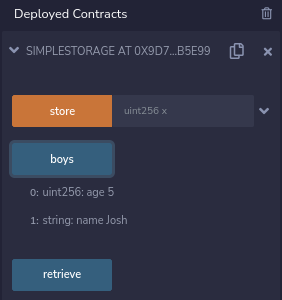 Deployed Contracts
SIMPLESTORAGE AT 0X9D7...B5E99
store
uint256 x
boys
0: uint256: age 5
1: string: name Josh
retrieve